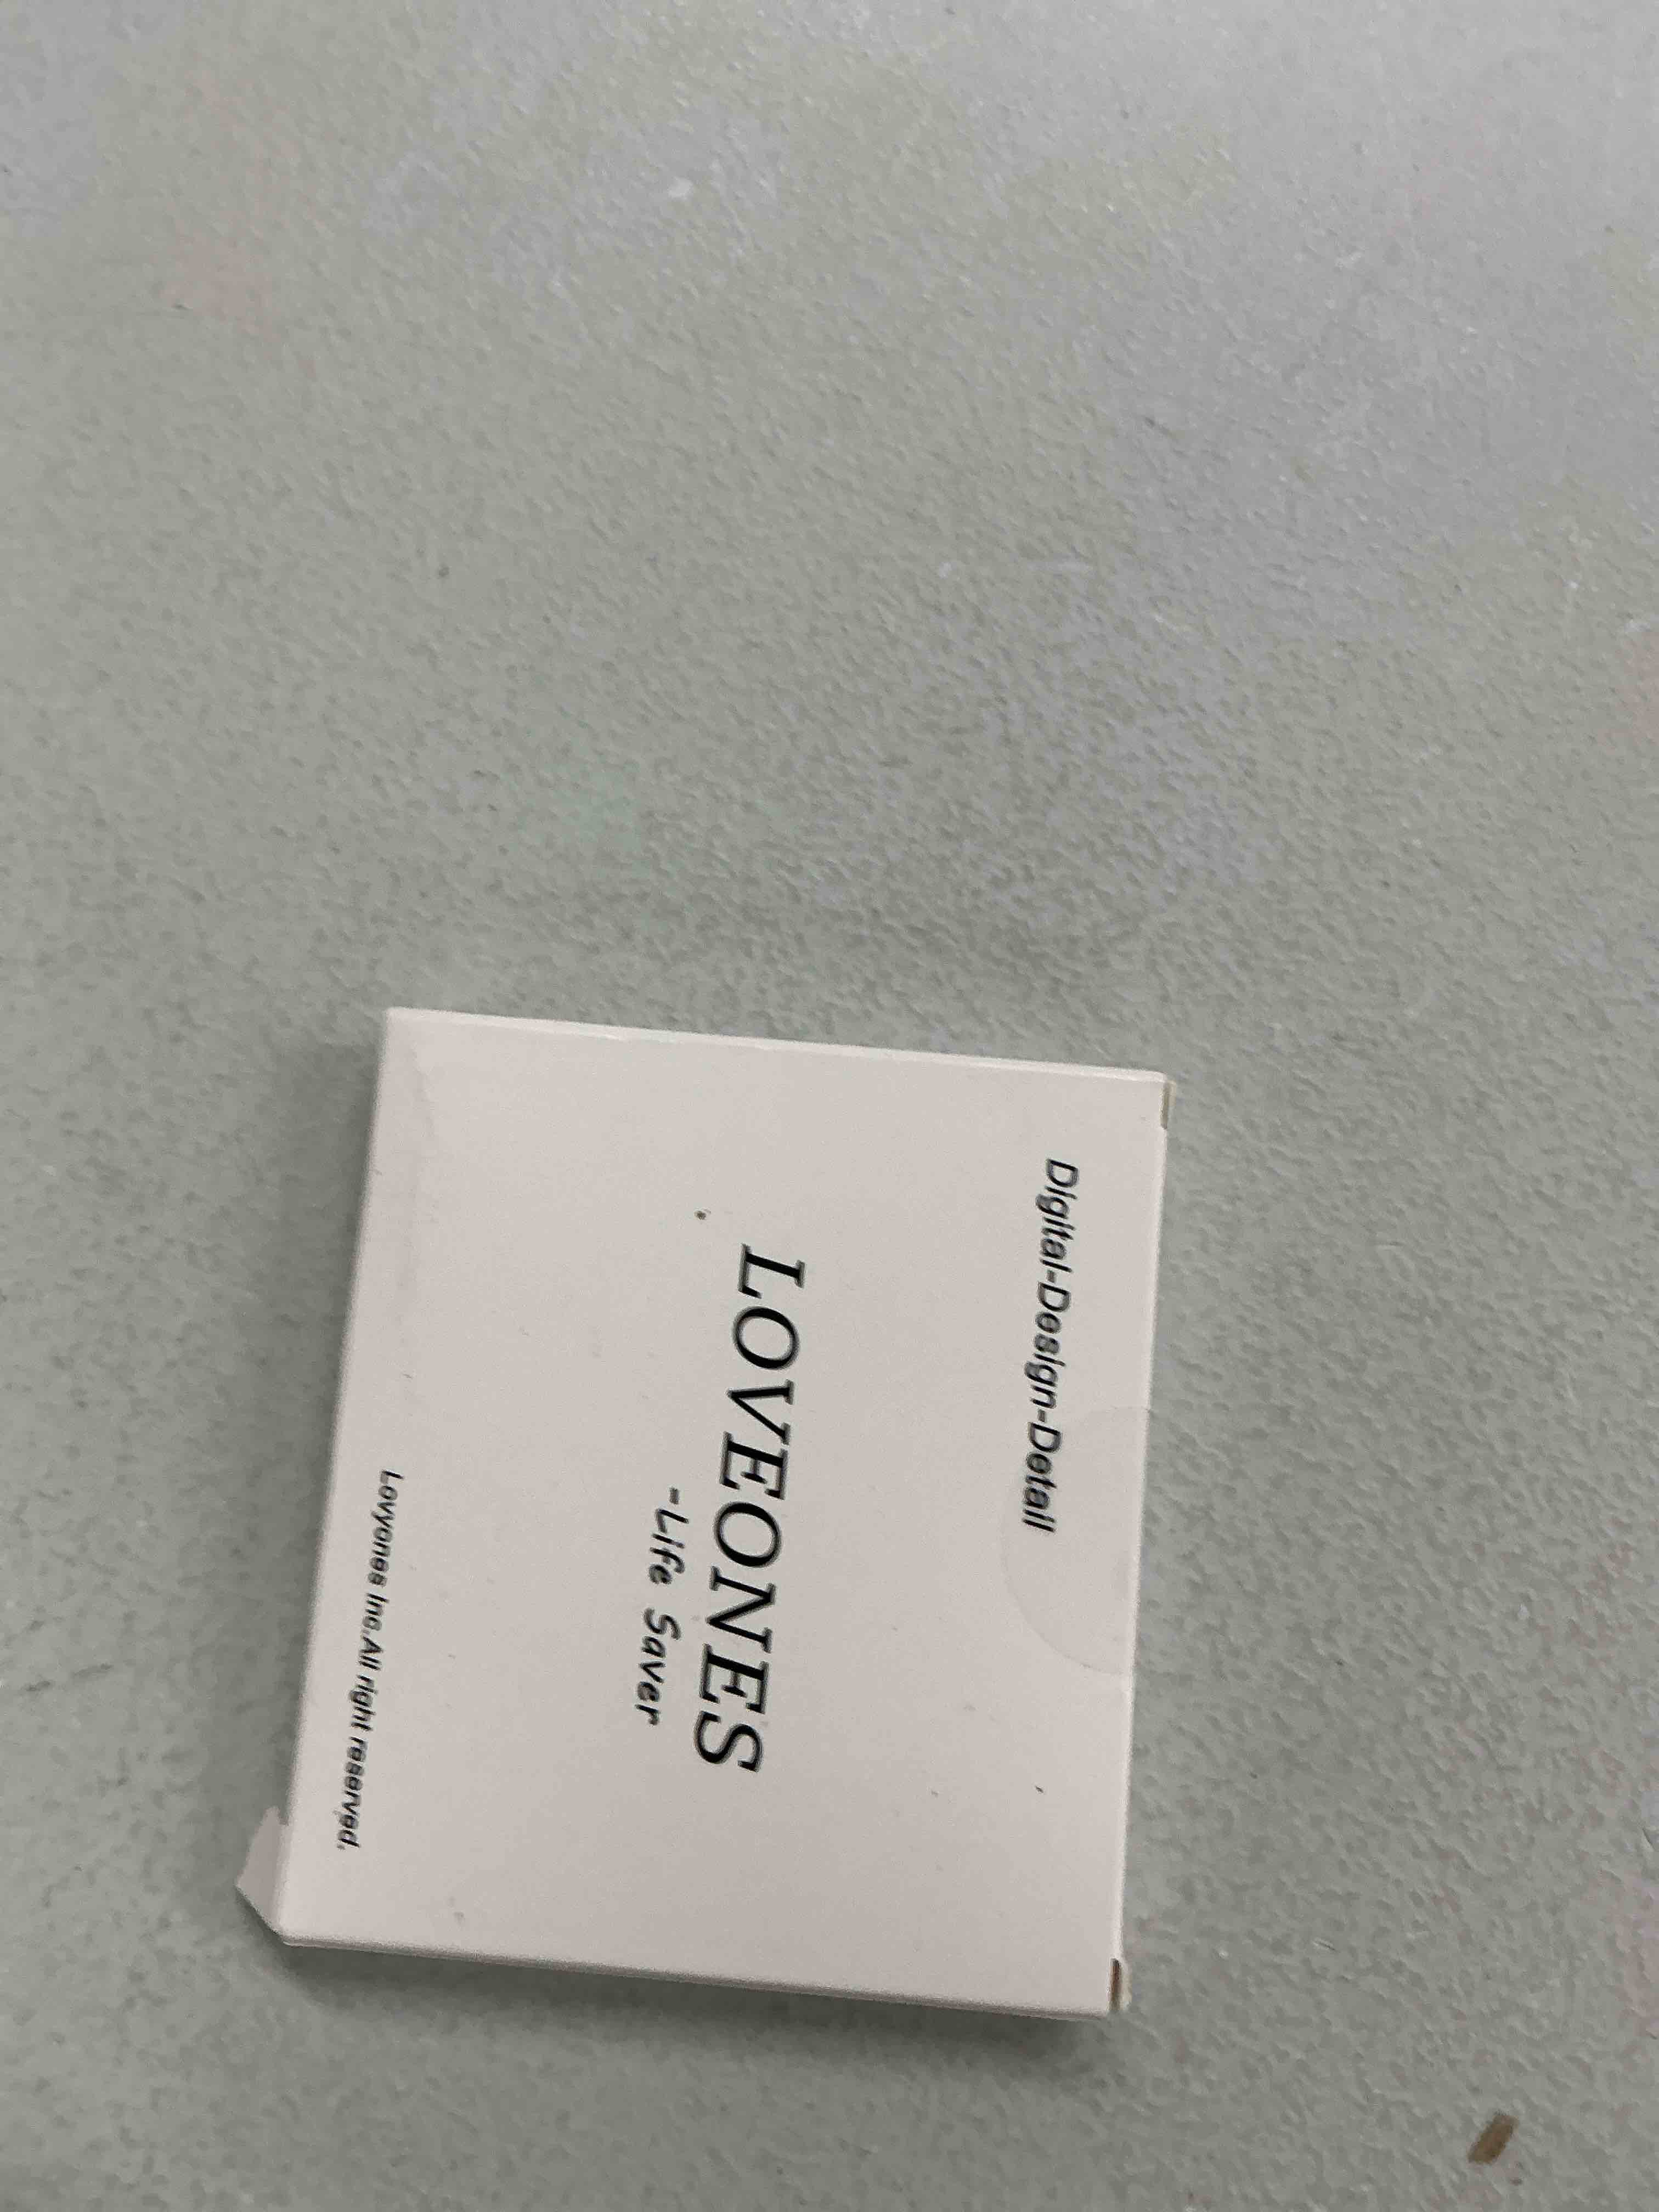 Digital-Design-Detail
LOVEONES
-Life Saver
Lovyones Inc.All right reserved.